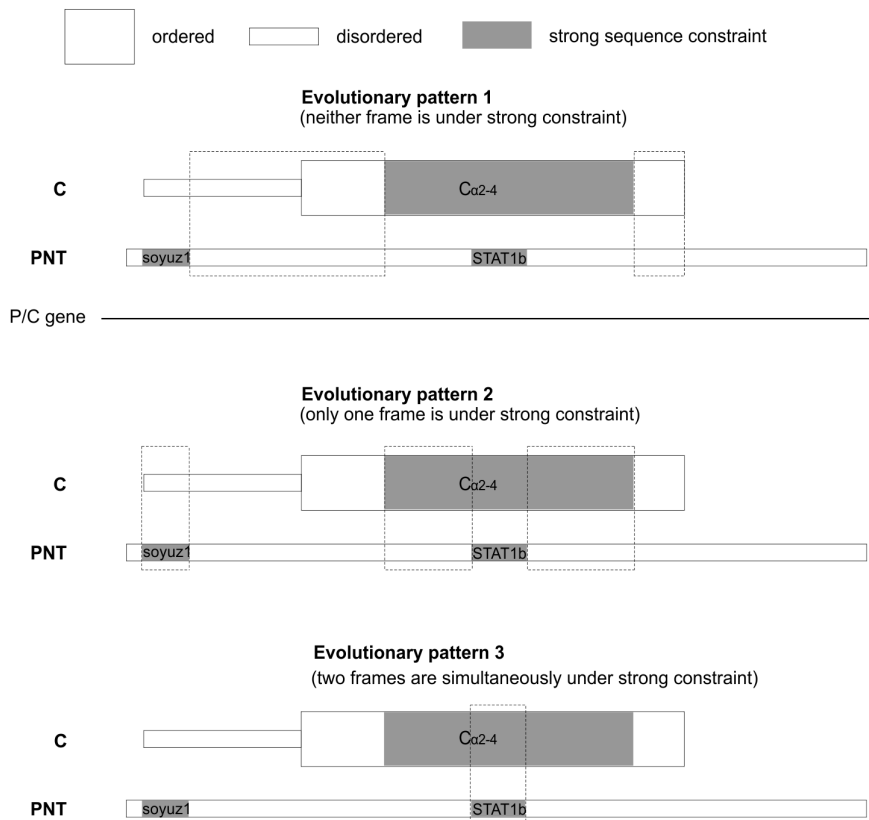 ordered disordered strong sequence constraint
Evolutionary pattern 1
(neither frame is under strong constraint)
C Cα2-4
PNT soyuz1 STAT1b
P/C gene
Evolutionary pattern 2
(only one frame is under strong constraint)
C Cα2-4
PNT soyuz1 STAT1b
Evolutionary pattern 3
(two frames are simultaneously under strong constraint)
C Cα2-4
PNT soyuz1 STAT1b